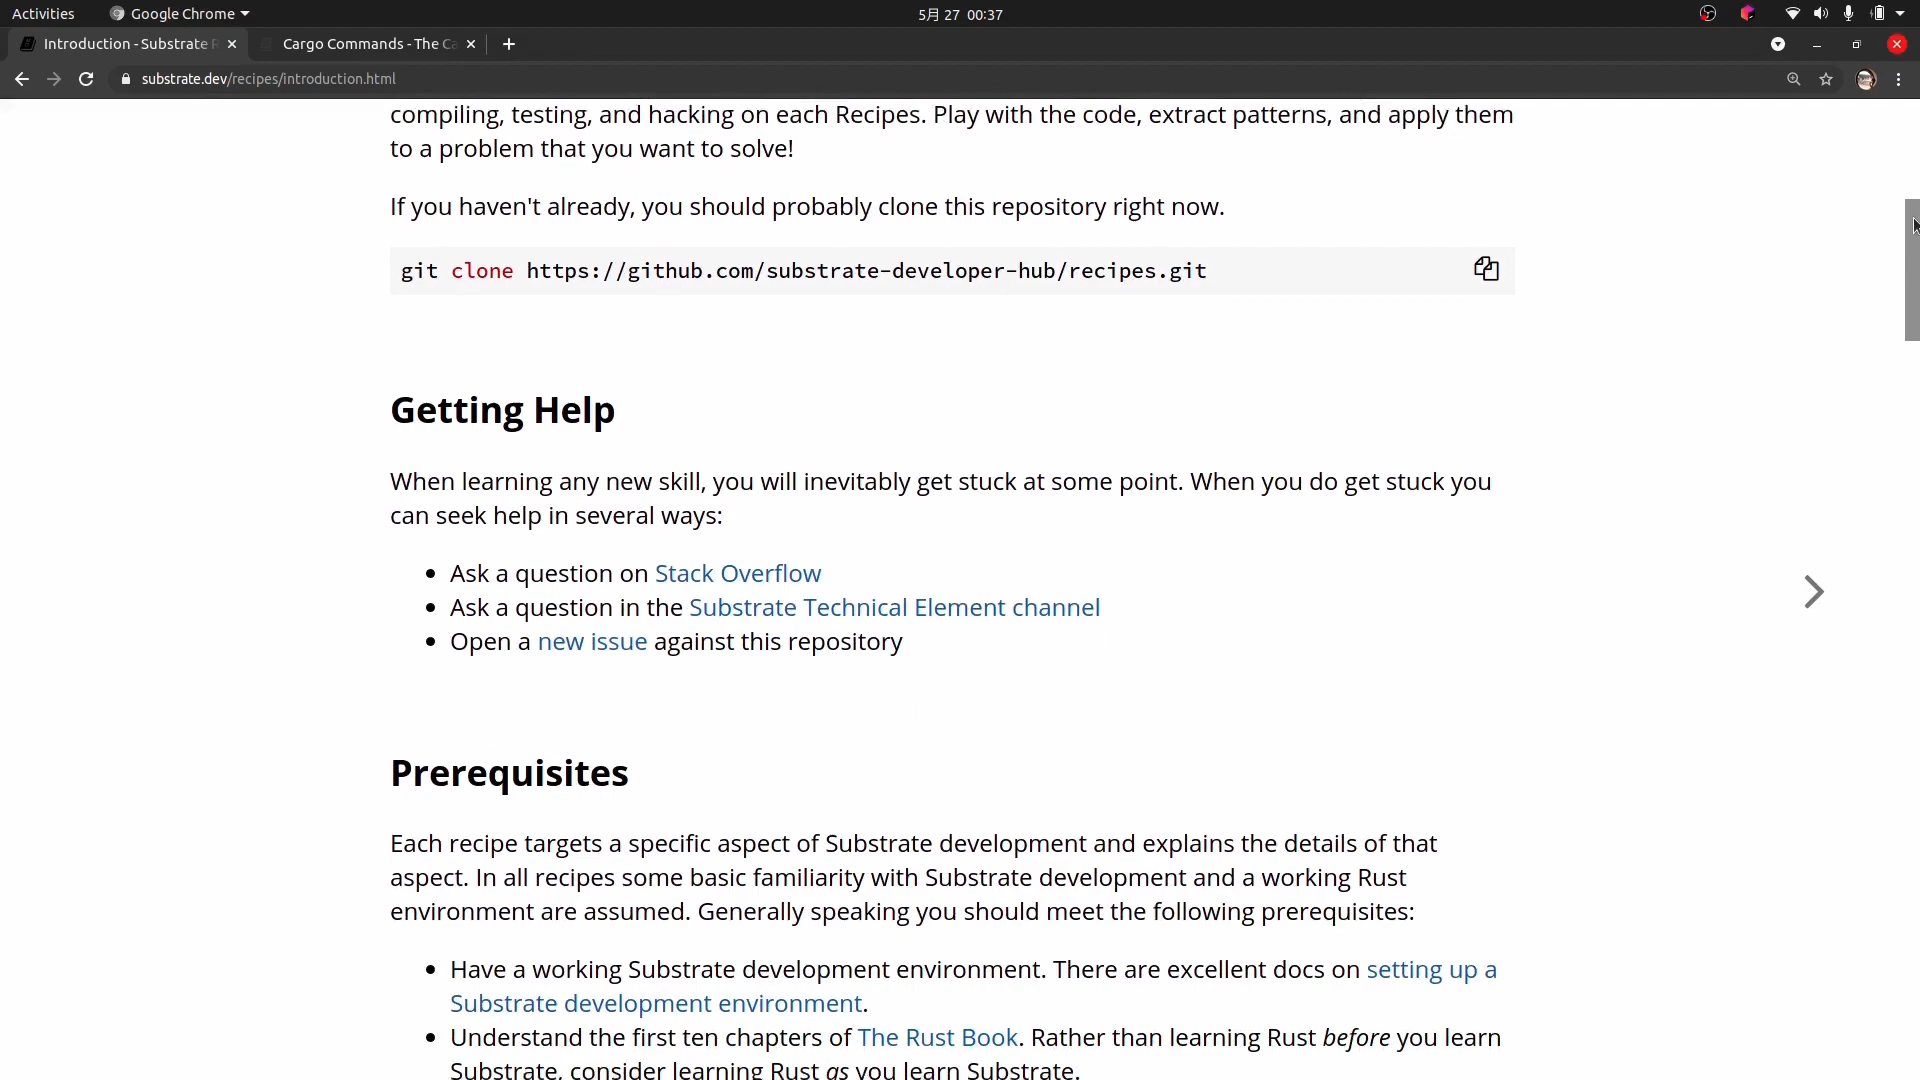 Activities
Google Chrome
5月 27 00:37
Introduction - Substrate R
Cargo Commands - The Ca
substrate.dev/recipes/introduction.html
compiling, testing, and hacking on each Recipes. Play with the code, extract patterns, and apply them
to a problem that you want to solve!
If you haven't already, you should probably clone this repository right now.
git clone https://github.com/substrate-developer-hub/recipes.git
Getting Help
When learning any new skill, you will inevitably get stuck at some point. When you do get stuck you
can seek help in several ways:
• Ask a question on Stack Overflow
• Ask a question in the Substrate Technical Element channel
• Open a new issue against this repository
Prerequisites
Each recipe targets a specific aspect of Substrate development and explains the details of that
aspect. In all recipes some basic familiarity with Substrate development and a working Rust
environment are assumed. Generally speaking you should meet the following prerequisites:
• Have a working Substrate development environment. There are excellent docs on setting up a
Substrate development environment.
• Understand the first ten chapters of The Rust Book. Rather than learning Rust before you learn
Substrate, consider learning Rust as you learn Substrate.